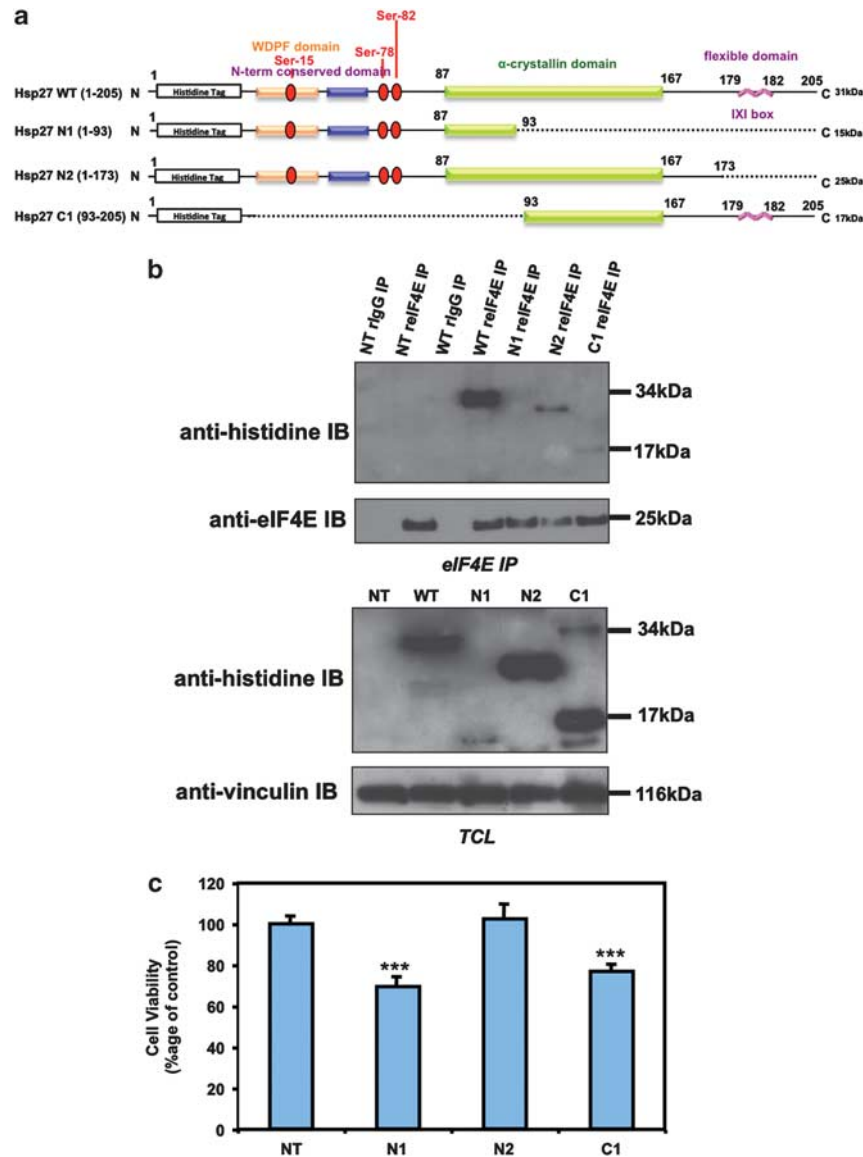 a
Ser-82
WDPF domain
Ser-15
Ser-78
N-term conserved domain
α-crystallin domain
flexible domain
1
87
167
179
182
205
Hsp27 WT (1-205)
N
Histidine Tag
C
31kDa
87
IXI box
1
93
Hsp27 N1 (1-93)
N
Histidine Tag
C
15kDa
1
87
167
173
Hsp27 N2 (1-173)
N
Histidine Tag
C
25kDa
1
93
167
179
182
205
Hsp27 C1 (93-205)
N
Histidine Tag
C
17kDa
b
NT rIgG IP
NT reIF4E IP
WT rIgG IP
WT reIF4E IP
N1 reIF4E IP
N2 reIF4E IP
C1 reIF4E IP
34kDa
anti-histidine IB
17kDa
anti-eIF4E IB
25kDa
eIF4E IP
NT WT N1 N2 C1
34kDa
anti-histidine IB
17kDa
anti-vinculin IB
116kDa
TCL
c
Cell Viability
(%age of control)
120
100
80
60
40
20
0
***
***
NT N1 N2 C1